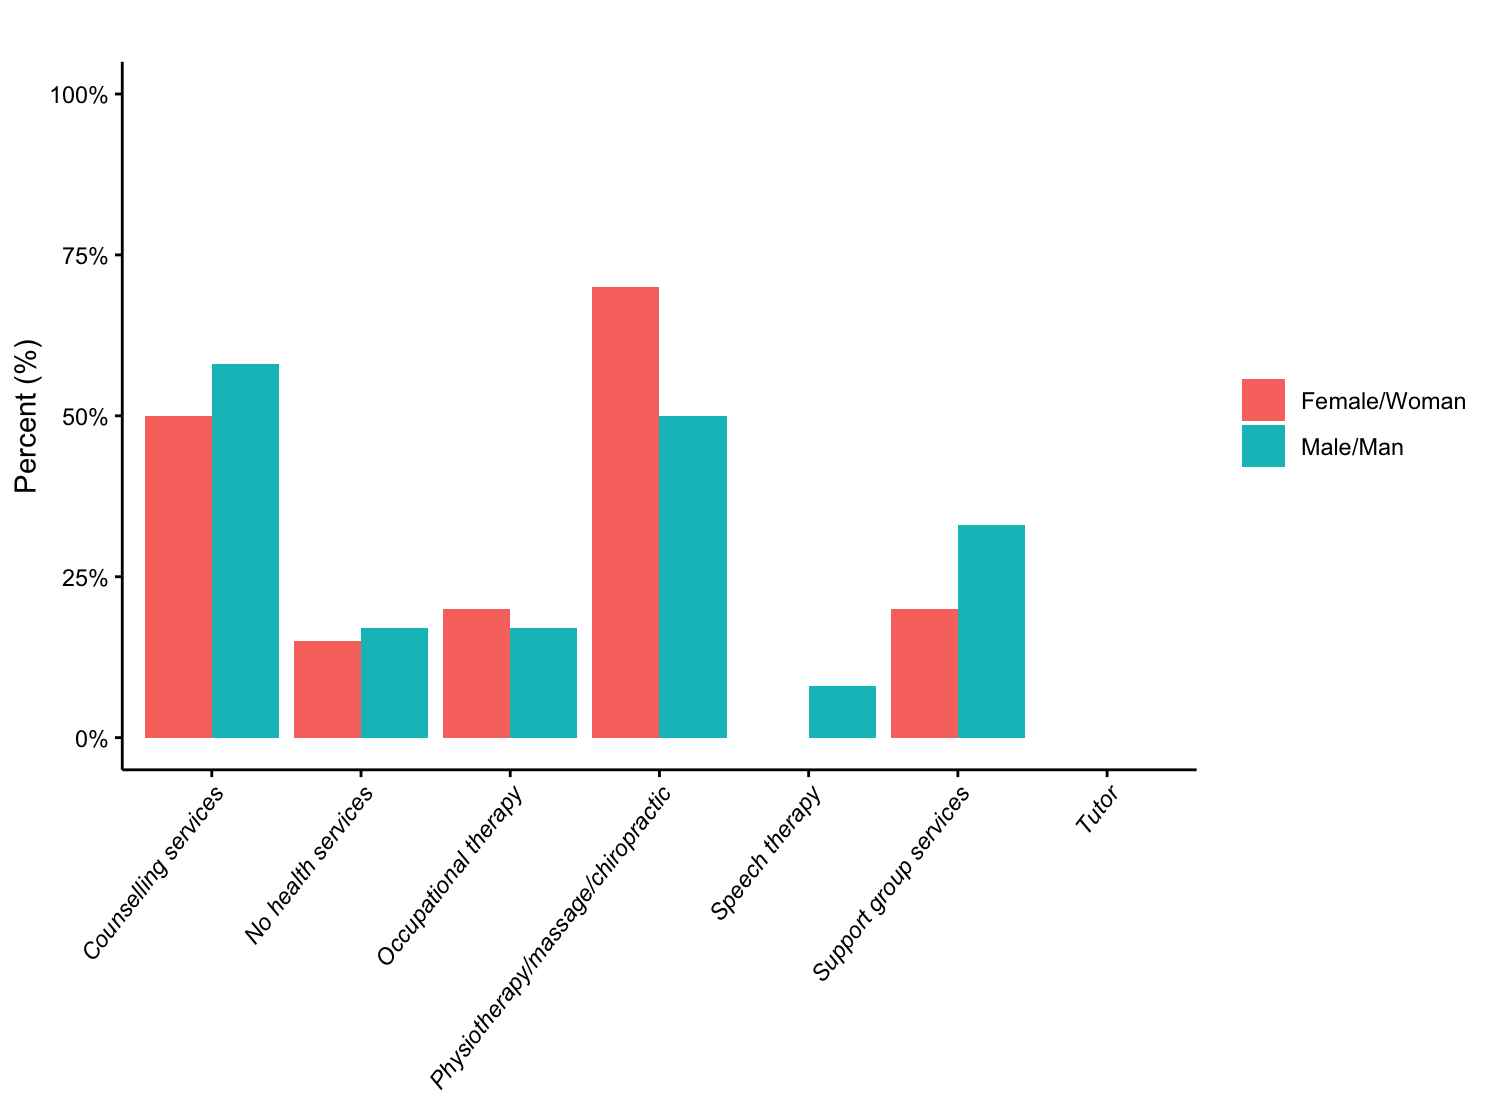 100%
75%
50%
25%
0%
Percent (%)
Counselling services
No health services
Occupational therapy
Physiotherapy/massage/chiropractic
Speech therapy
Support group services
Tutor
Female/Woman
Male/Man